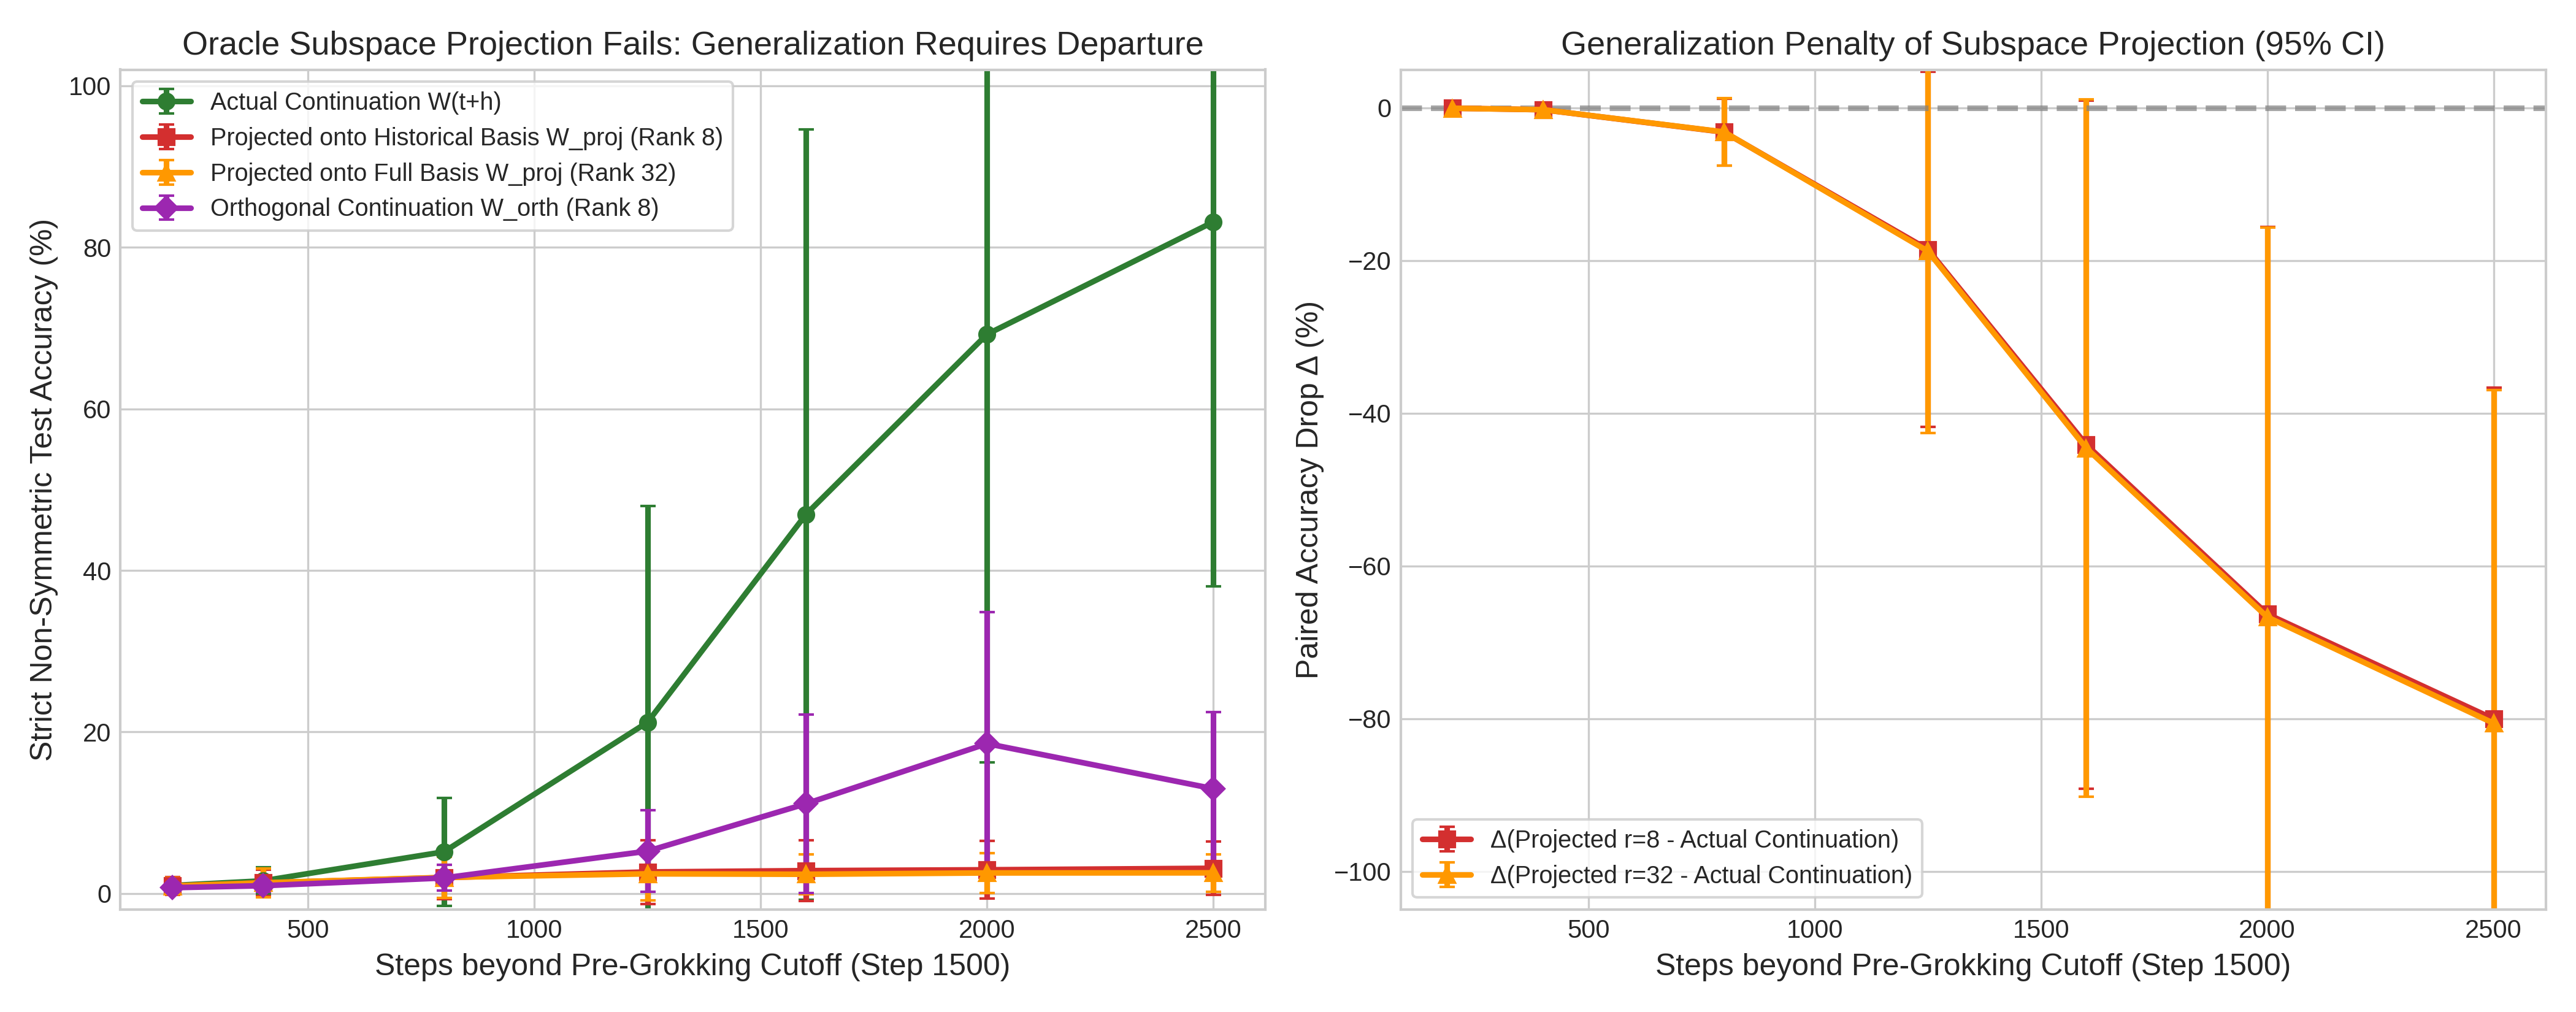 Oracle Subspace Projection Fails: Generalization Requires Departure
100
80
60
40
20
0
Strict Non-Symmetric Test Accuracy (%)
Actual Continuation W(t+h)
Projected onto Historical Basis W_proj (Rank 8)
Projected onto Full Basis W_proj (Rank 32)
Orthogonal Continuation W_orth (Rank 8)
500
1000
1500
2000
2500
Steps beyond Pre-Grokking Cutoff (Step 1500)
Generalization Penalty of Subspace Projection (95% CI)
0
−20
−40
−60
−80
−100
Paired Accuracy Drop Δ (%)
Δ(Projected r=8 - Actual Continuation)
Δ(Projected r=32 - Actual Continuation)
500
1000
1500
2000
2500
Steps beyond Pre-Grokking Cutoff (Step 1500)